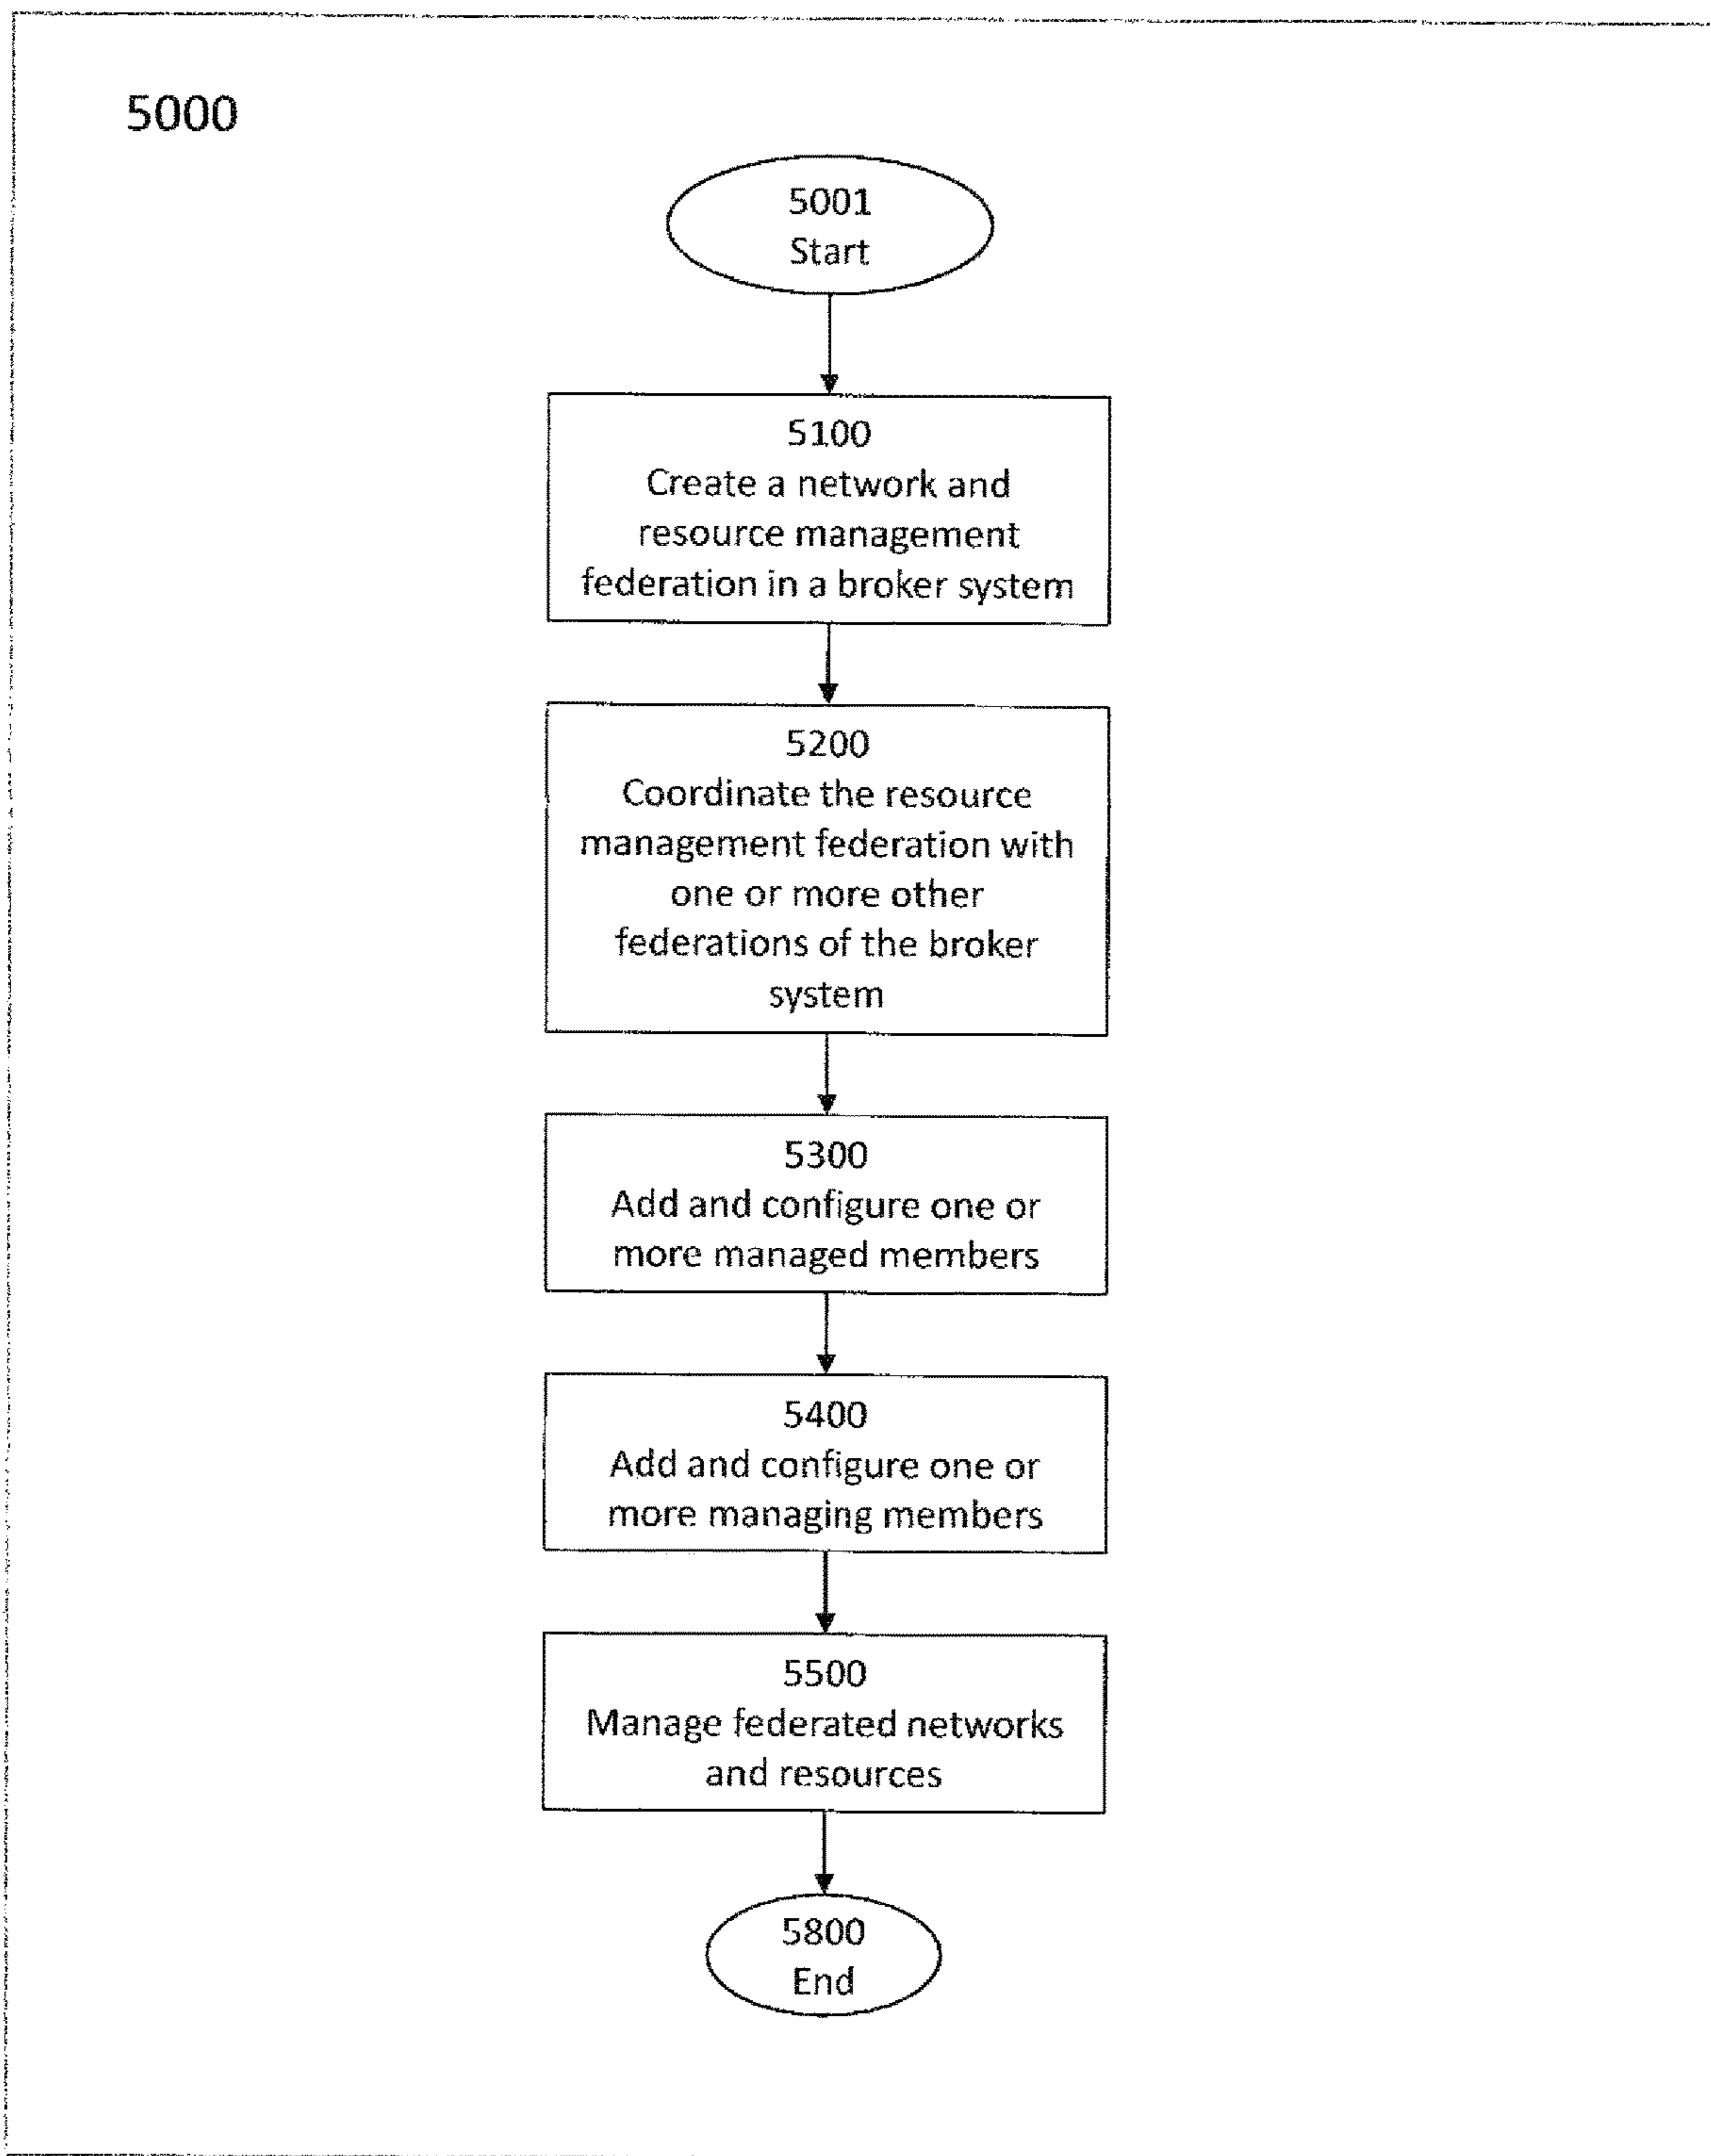 5000
5001
Start
5100
Create a network and
resource management
federation in a broker system
5200
Coordinate the resource
management federation with
one or more other
federations of the broker
system
5300
Add and configure one or
more managed members
5400
Add and configure one or
more managing members
5500
Manage federated networks
and resources
5800
End